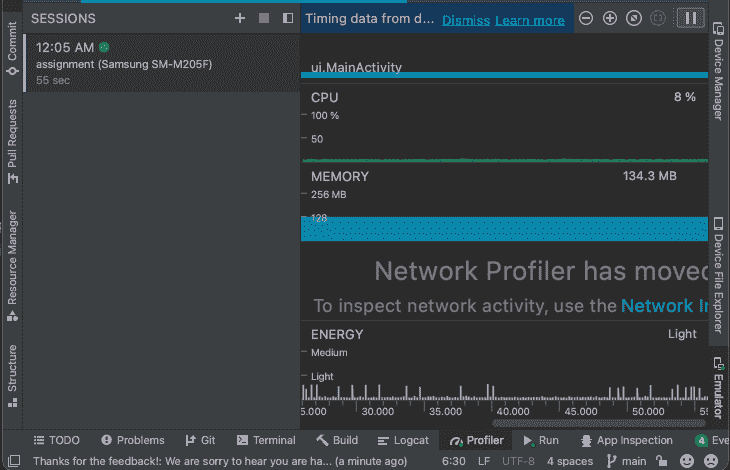 SESSIONS
Timing data from d... Dismiss Learn more
12:05 AM
assignment (Samsung SM-M205F)
55 sec
ui.MainActivity
CPU
8 %
100 %
50
MEMORY
134.3 MB
256 MB
128
Network Profiler has moved
To inspect network activity, use the Network In
ENERGY
Light
Medium
Light
5.000 30.000 35.000 40.000 45.000 50.000 55
Commit
Pull Requests
Resource Manager
Structure
Device Manager
Device File Explorer
Emulator
TODO Problems Git Terminal Build Logcat Profiler Run App Inspection 4 Eve
Thanks for the feedback!: We are sorry to hear you are ha... (a minute ago) 6:30 LF UTF-8 4 spaces main